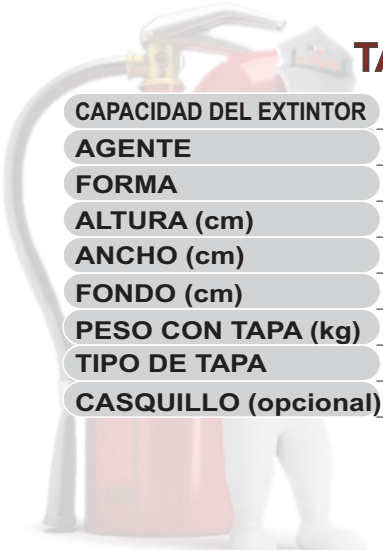 TA
CAPACIDAD DEL EXTINTOR
AGENTE
FORMA
ALTURA (cm)
ANCHO (cm)
FONDO (cm)
PESO CON TAPA (kg)
TIPO DE TAPA
CASQUILLO (opcional)